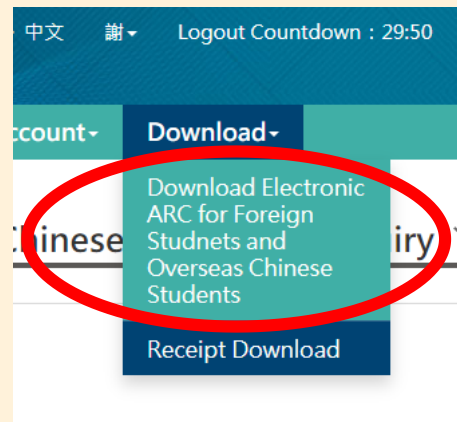 中文 謝 Logout Countdown：29:50
ccount Download
Download Electronic
ARC for Foreign
Studnets and
Overseas Chinese
Students
hinese iry
Receipt Download